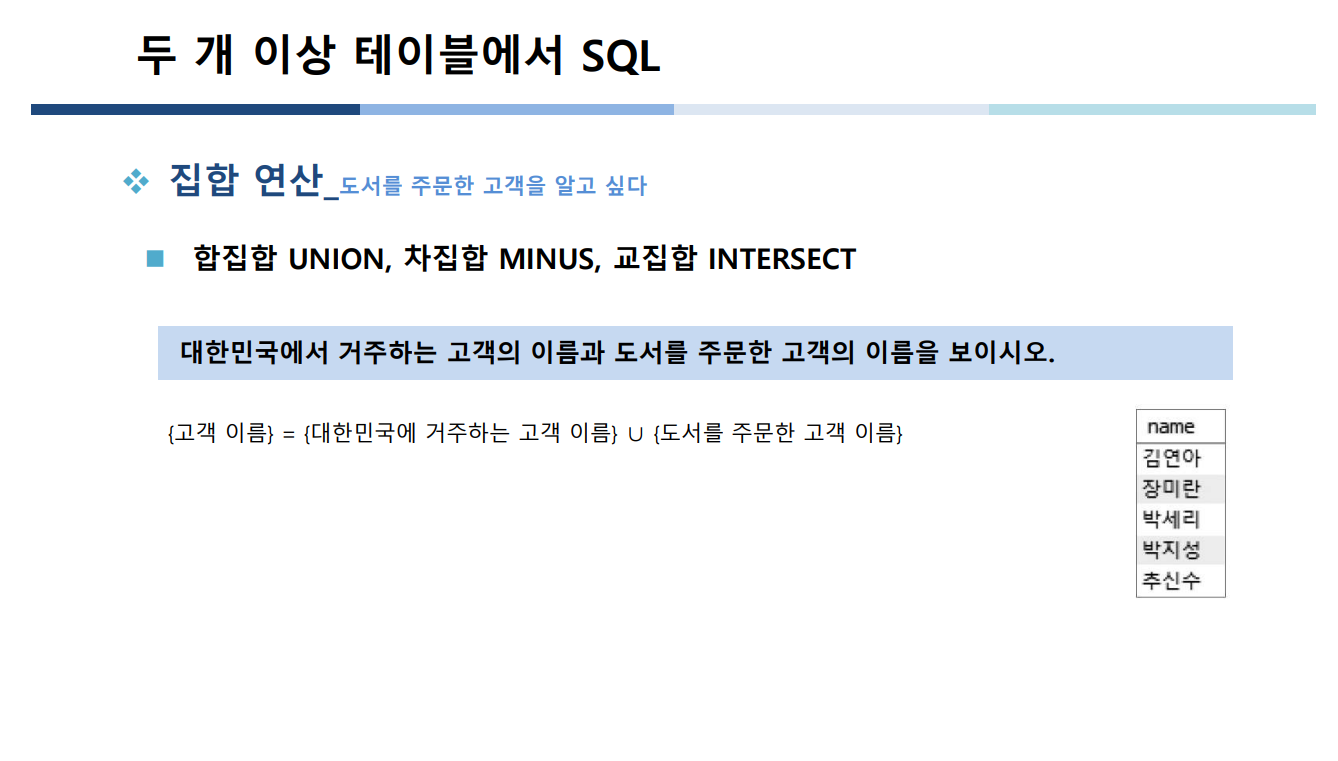 두 개 이상 테이블에서 SQL
집합 연산_도서를 주문한 고객을 알고 싶다
합집합 UNION, 차집합 MINUS, 교집합 INTERSECT
대한민국에서 거주하는 고객의 이름과 도서를 주문한 고객의 이름을 보이시오.
{고객 이름} = {대한민국에 거주하는 고객 이름} ∪ {도서를 주문한 고객 이름}
name
김연아
장미란
박세리
박지성
추신수